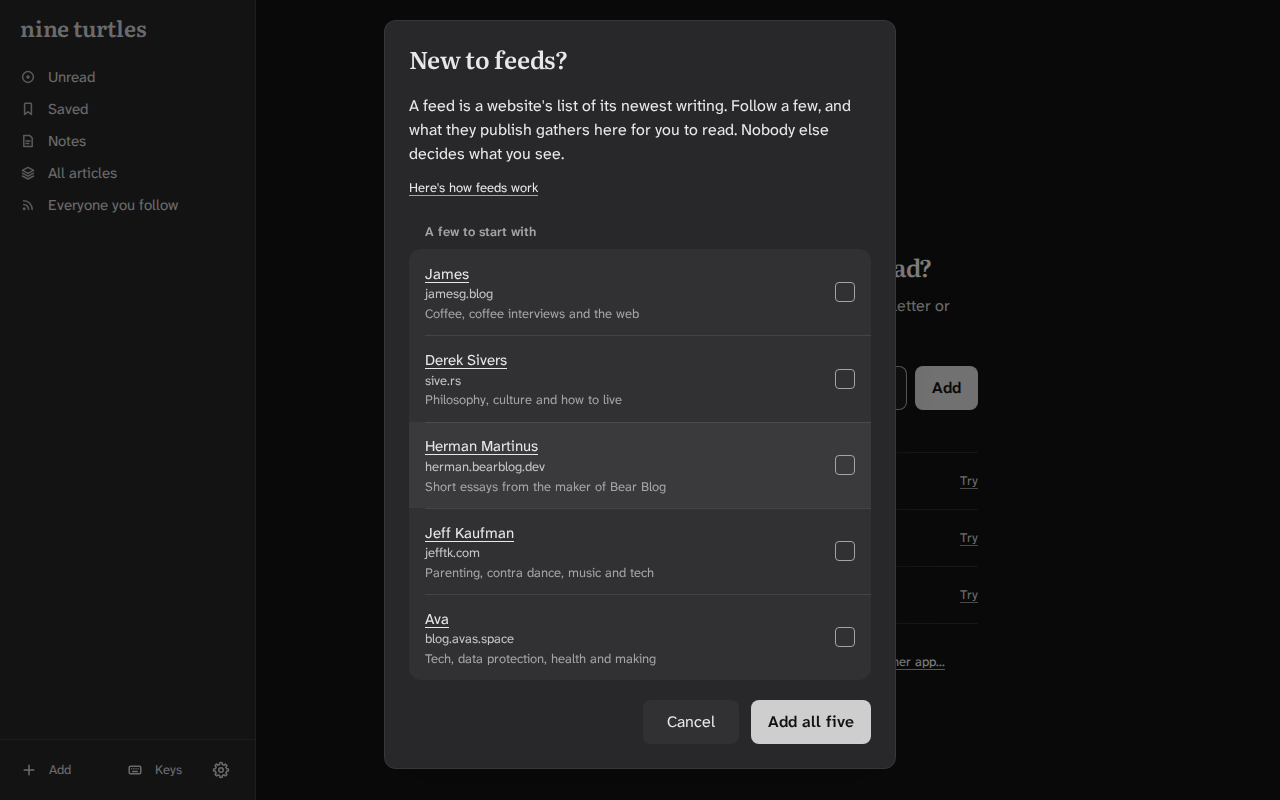 nine turtles
Unread
Saved
Notes
All articles
Everyone you follow
Add
Keys
New to feeds?
A feed is a website's list of its newest writing. Follow a few, and
what they publish gathers here for you to read. Nobody else
decides what you see.
Here's how feeds work
A few to start with
James
jamesg.blog
Coffee, coffee interviews and the web
Derek Sivers
sive.rs
Philosophy, culture and how to live
Herman Martinus
herman.bearblog.dev
Short essays from the maker of Bear Blog
Jeff Kaufman
jefftk.com
Parenting, contra dance, music and tech
Ava
blog.avas.space
Tech, data protection, health and making
Cancel
Add all five
or
Add
Try
Try
Try
app...